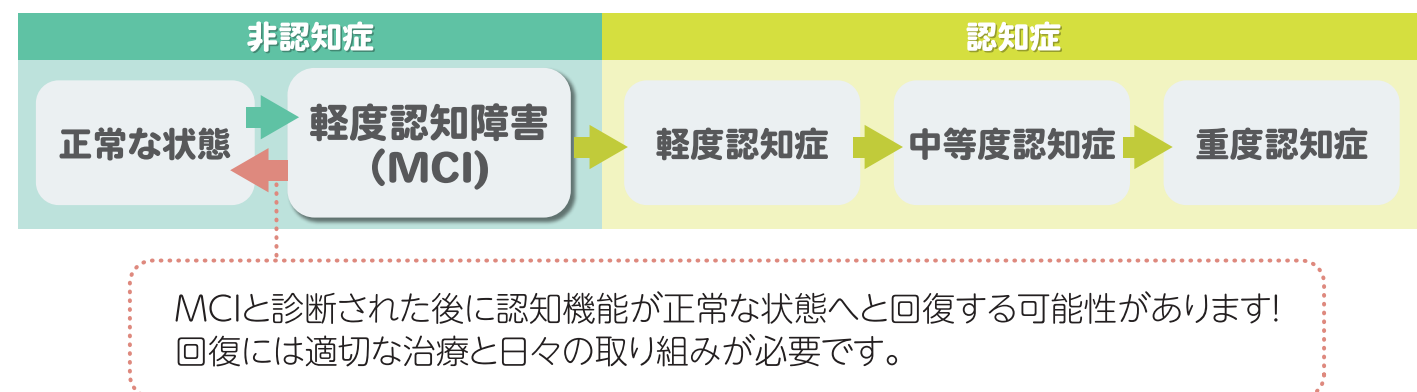 非認知症
認知症
正常な状態
軽度認知障害
(MCI)
軽度認知症
中等度認知症
重度認知症
MCIと診断された後に認知機能が正常な状態へと回復する可能性があります!
回復には適切な治療と日々の取り組みが必要です。